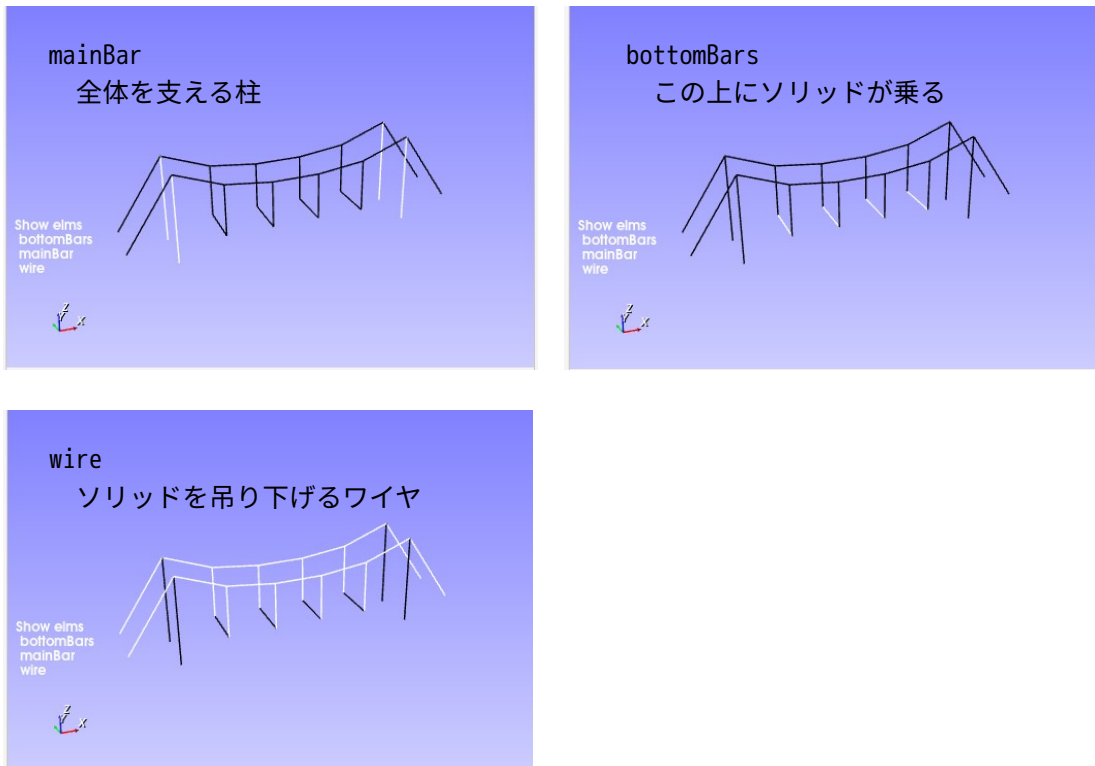 mainBar
全体を支える柱
Show elms
bottomBars
mainBar
wire
Z
Y
X
bottomBars
この上にソリッドが乗る
Show elms
bottomBars
mainBar
wire
Z
Y
X
wire
ソリッドを吊り下げるワイヤ
Show elms
bottomBars
mainBar
wire
Z
Y
X